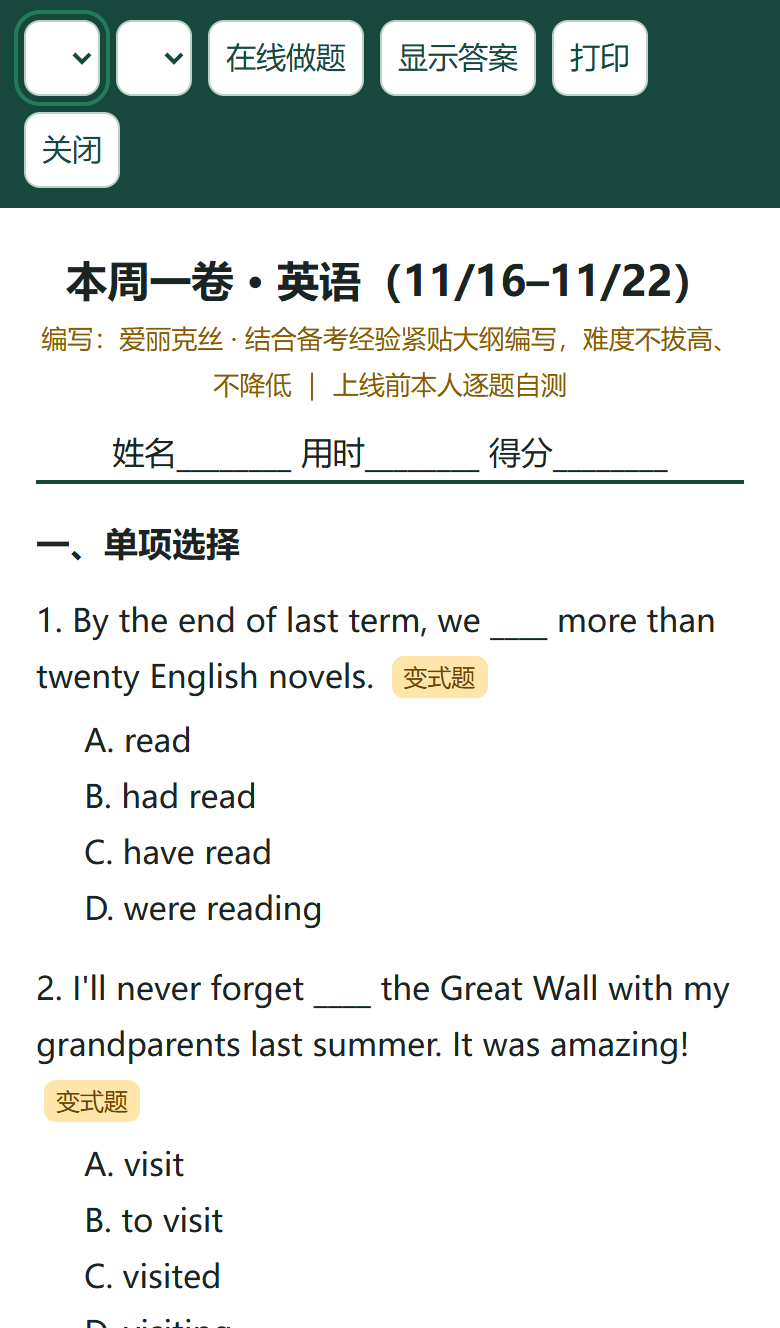 在线做题 显示答案 打印
关闭
本周一卷 • 英语（11/16–11/22）
编写：爱丽克丝 · 结合备考经验紧贴大纲编写，难度不拔高、
不降低 ｜ 上线前本人逐题自测
姓名________ 用时________ 得分________
一、单项选择
1. By the end of last term, we ____ more than
twenty English novels. 变式题
A. read
B. had read
C. have read
D. were reading
2. I'll never forget ____ the Great Wall with my
grandparents last summer. It was amazing!
变式题
A. visit
B. to visit
C. visited
D. visiting